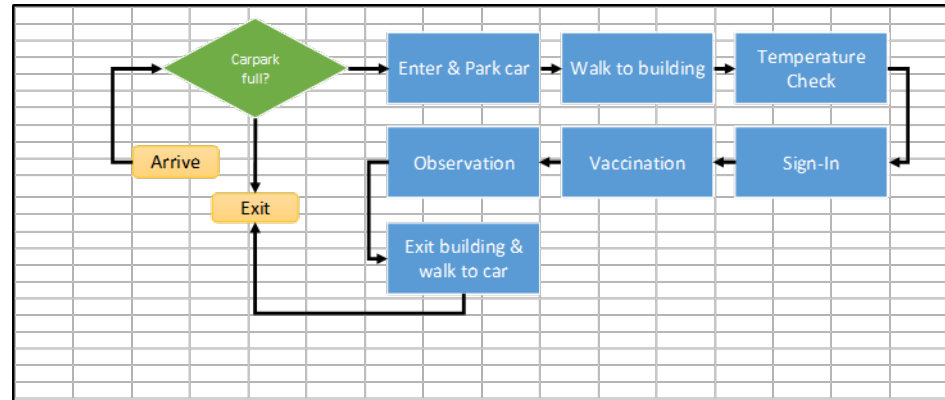 Carpark
full?
Enter & Park car
Walk to building
Temperature
Check
Arrive
Observation
Vaccination
Sign-In
Exit
Exit building &
walk to car